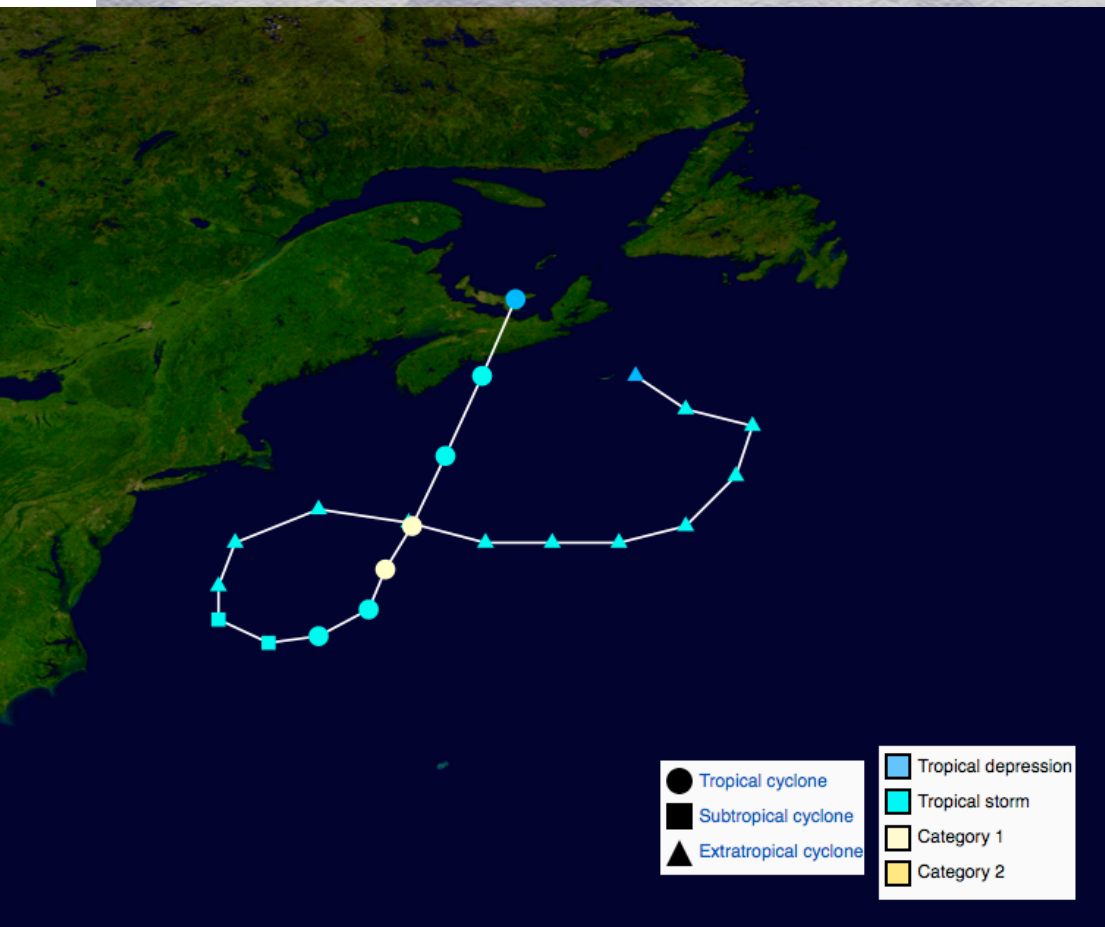 Tropical cyclone
Subtropical cyclone
Extratropical cyclone
Tropical depression
Tropical storm
Category 1
Category 2